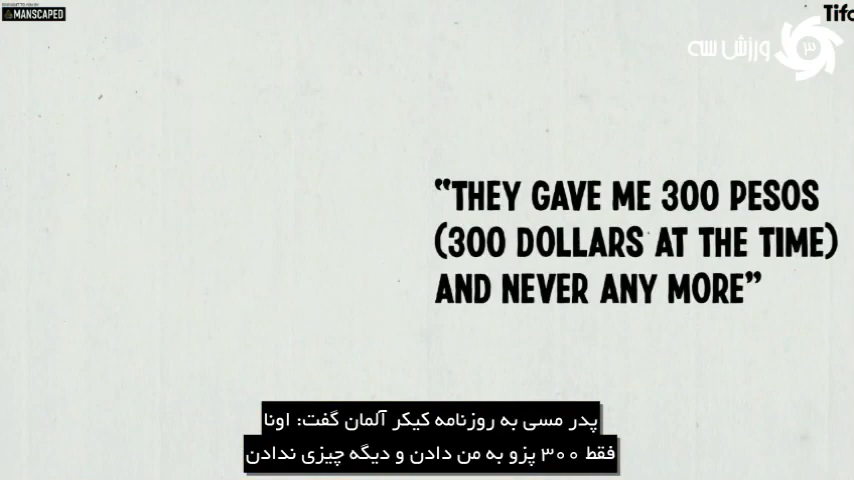 MANSCAPED
Tifo
ورزش سه
۳
“THEY GAVE ME 300 PESOS
(300 DOLLARS AT THE TIME)
AND NEVER ANY MORE”
پدر مسی به روزنامه کیکر آلمان گفت: اونا
فقط ۳۰۰ پزو به من دادن و دیگه چیزی ندادن